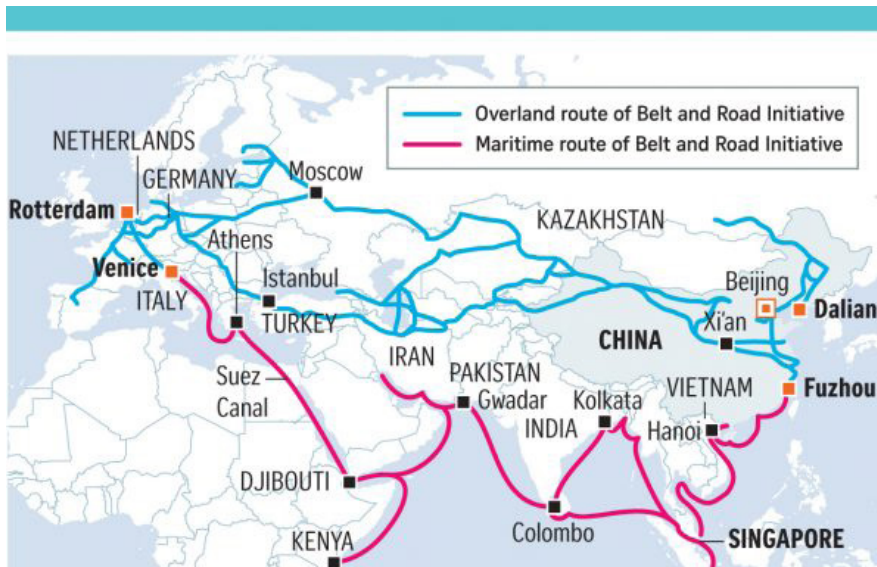 Overland route of Belt and Road Initiative
Maritime route of Belt and Road Initiative
NETHERLANDS
GERMANY
Moscow
Rotterdam
KAZAKHSTAN
Athens
Venice
Istanbul
Beijing
ITALY
TURKEY
Dalian
Xi'an
CHINA
IRAN
Suez
Canal
PAKISTAN
Gwadar
Kolkata
VIETNAM
Fuzhou
INDIA
Hanoi
DJIBOUTI
Colombo
SINGAPORE
KENYA